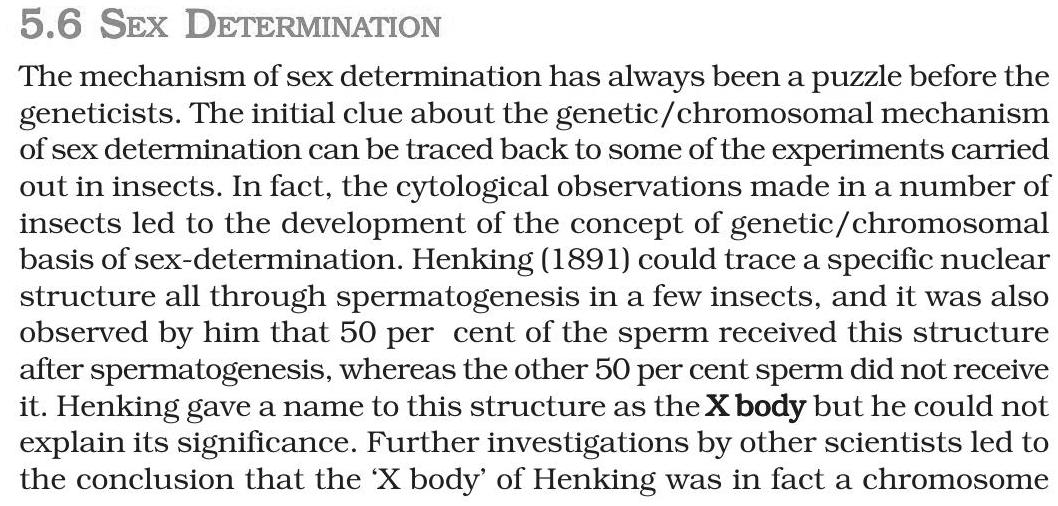 5.6 SEX DETERMINATION
The mechanism of sex determination has always been a puzzle before the
geneticists. The initial clue about the genetic/chromosomal mechanism
of sex determination can be traced back to some of the experiments carried
out in insects. In fact, the cytological observations made in a number of
insects led to the development of the concept of genetic/chromosomal
basis of sex-determination. Henking (1891) could trace a specific nuclear
structure all through spermatogenesis in a few insects, and it was also
observed by him that 50 per cent of the sperm received this structure
after spermatogenesis, whereas the other 50 per cent sperm did not receive
it. Henking gave a name to this structure as the X body but he could not
explain its significance. Further investigations by other scientists led to
the conclusion that the ‘X body’ of Henking was in fact a chromosome